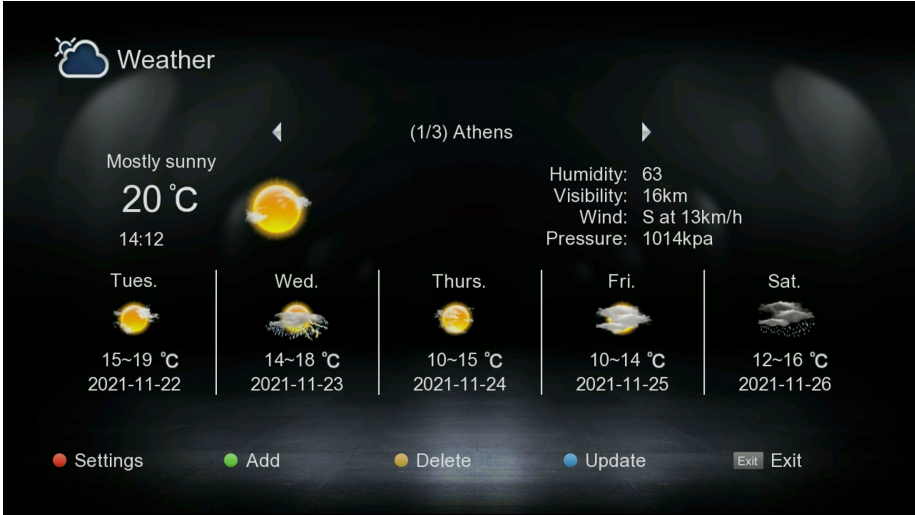 Weather
(1/3) Athens
Mostly sunny
20 °C
14:12
Humidity: 63
Visibility: 16km
Wind: S at 13km/h
Pressure: 1014kpa
Tues. Wed. Thurs. Fri. Sat.
15~19 °C 14~18 °C 10~15 °C 10~14 °C 12~16 °C
2021-11-22 2021-11-23 2021-11-24 2021-11-25 2021-11-26
Settings Add Delete Update Exit Exit